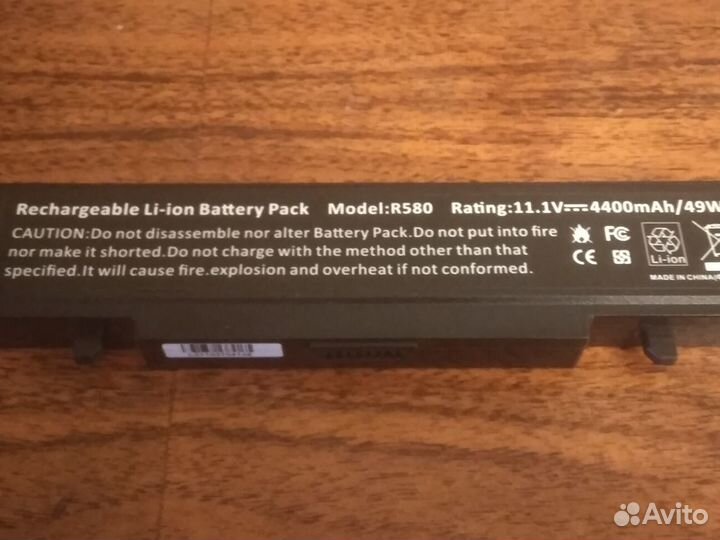 Rechargeable Li-ion Battery Pack Model:R580 Rating:11.1V⎓4400mAh/49W
CAUTION:Do not disassemble nor alter Battery Pack.Do not put into fire
nor make it shorted.Do not charge with the method other than that
specified.It will cause fire.explosion and overheat if not conformed.
FC
CE
Li-ion
MADE IN CHINA
Avito